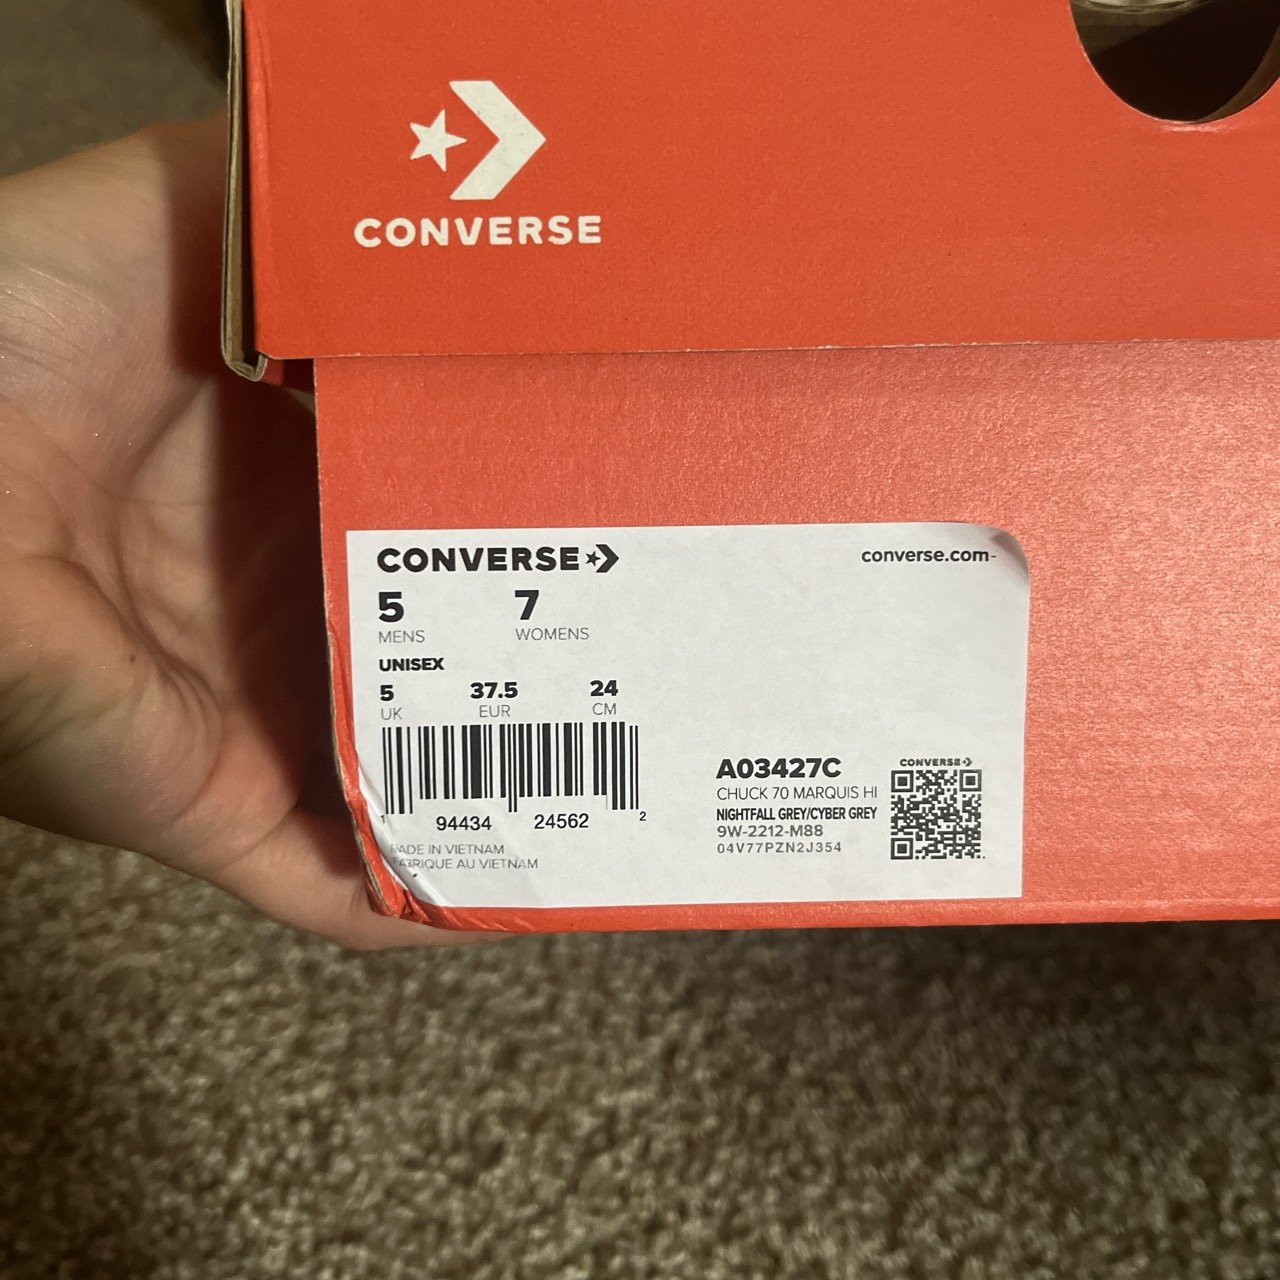 CONVERSE
CONVERSE converse.com-
5 7
MENS WOMENS
UNISEX
5 37.5 24
UK EUR CM
1 94434 24562 2
MADE IN VIETNAM
FABRIQUE AU VIETNAM
CONVERSE
A03427C
CHUCK 70 MARQUIS HI
NIGHTFALL GREY/CYBER GREY
9W-2212-M88
04V77PZN2J354